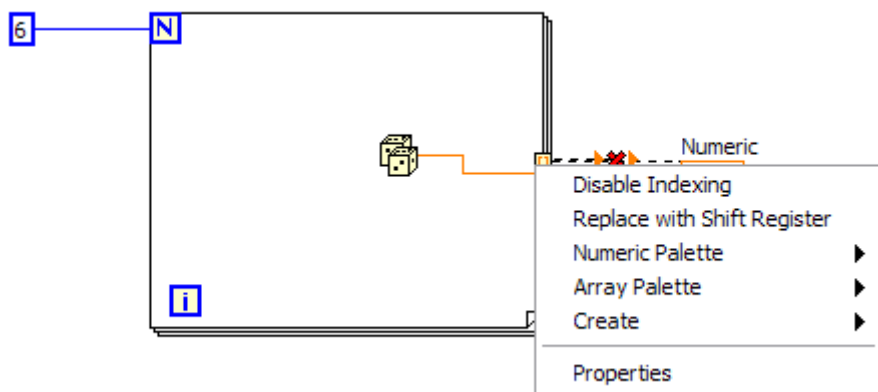 6
N
Numeric
Disable Indexing
Replace with Shift Register
Numeric Palette
Array Palette
Create
i
Properties